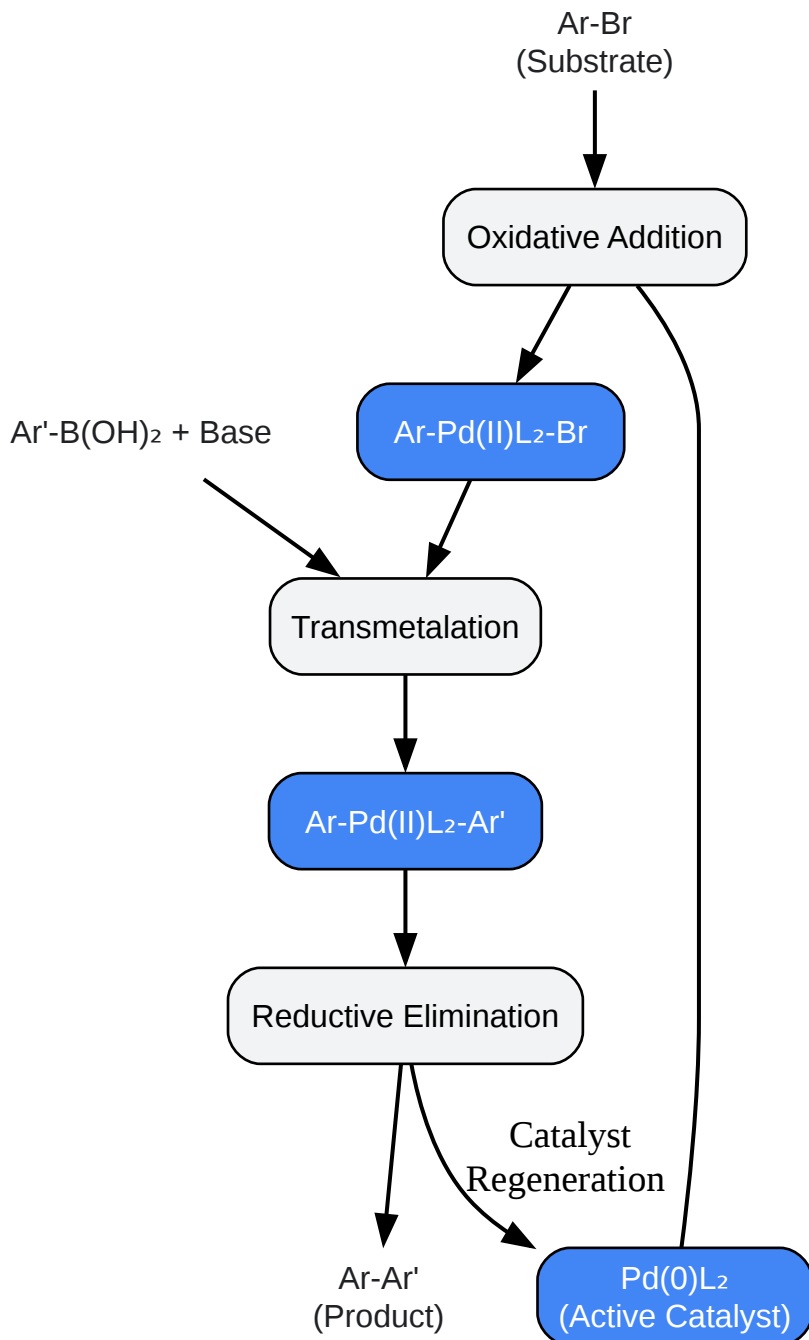 Ar-Br
(Substrate)
Oxidative Addition
Ar-Pd(II)L₂-Br
Ar'-B(OH)₂ + Base
Transmetalation
Ar-Pd(II)L₂-Ar'
Reductive Elimination
Catalyst
Regeneration
Ar-Ar'
(Product)
Pd(0)L₂
(Active Catalyst)